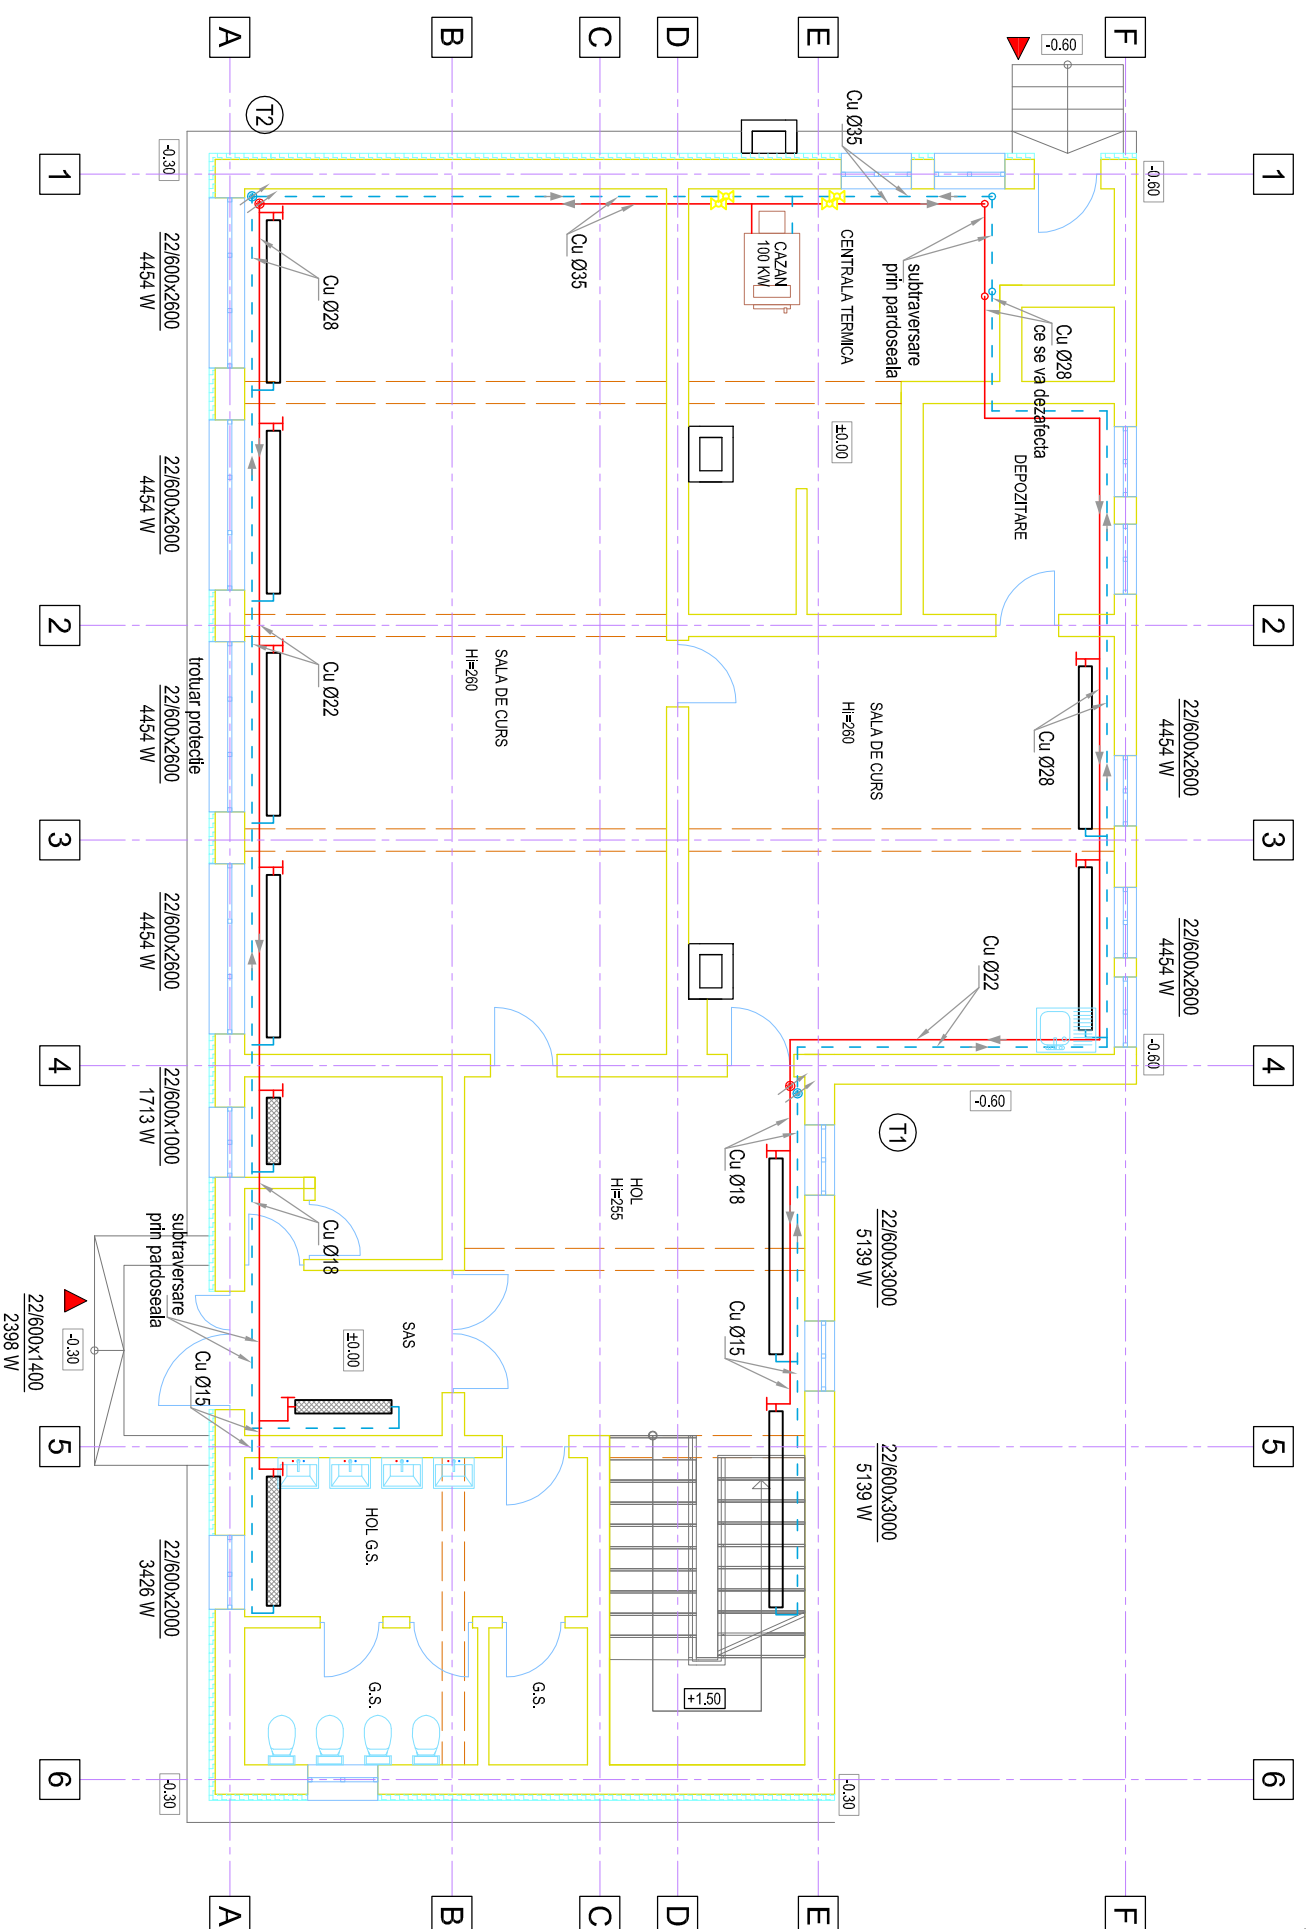 A
B
C
D
E
F
-0.60
T2
-0.30
-0.60
1
1
Cu Ø35
CENTRALA TERMICA
CAZAN
100 KW
subtraversare
prin pardoseala
Cu Ø35
Cu Ø28
22/600x2600
4454 W
Cu Ø28
ce se va dezafecta
±0.00
DEPOZITARE
22/600x2600
4454 W
2
2
Cu Ø22
SALA DE CURS
Hi=260
SALA DE CURS
Hi=260
trotuar protectie
22/600x2600
4454 W
Cu Ø28
22/600x2600
4454 W
3
3
22/600x2600
4454 W
Cu Ø22
22/600x2600
4454 W
-0.60
4
4
-0.60
T1
22/600x1000
1713 W
Cu Ø18
HOL
Hi=255
Cu Ø18
22/600x3000
5139 W
subtraversare
prin pardoseala
Cu Ø15
SAS
±0.00
-0.30
22/600x1400
2398 W
Cu Ø15
5
5
22/600x3000
5139 W
HOL G.S.
22/600x2000
3426 W
G.S.
G.S.
+1.50
6
6
-0.30
-0.30
A
B
C
D
E
F